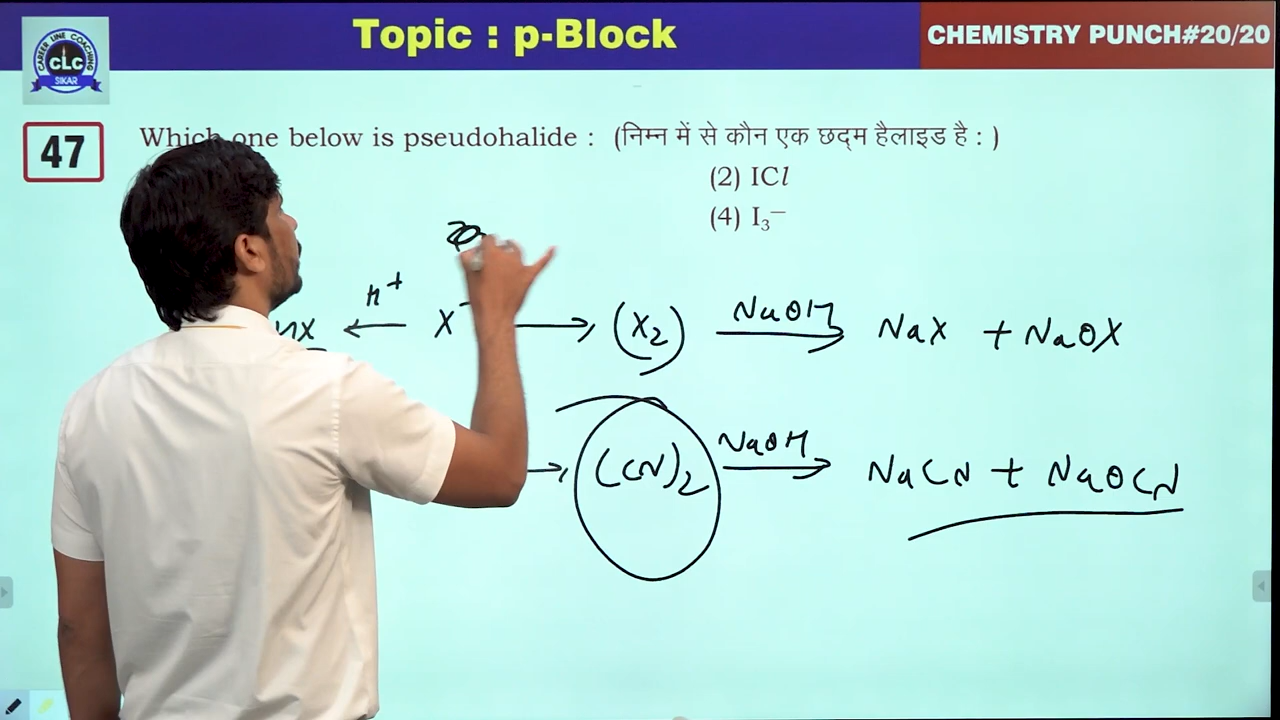 Topic : p-Block
CHEMISTRY PUNCH#20/20
CAREER LINE COACHING
CLC
SIKAR
47
Which one below is pseudohalide : (निम्न में से कौन एक छद्म हैलाइड है : )
(2) ICl
(4) I₃⁻
X ← H⁺ X⁻ → (X₂) NaOH → NaX + NaOX
→ (CN)₂ NaOH → NaCN + NaOCN